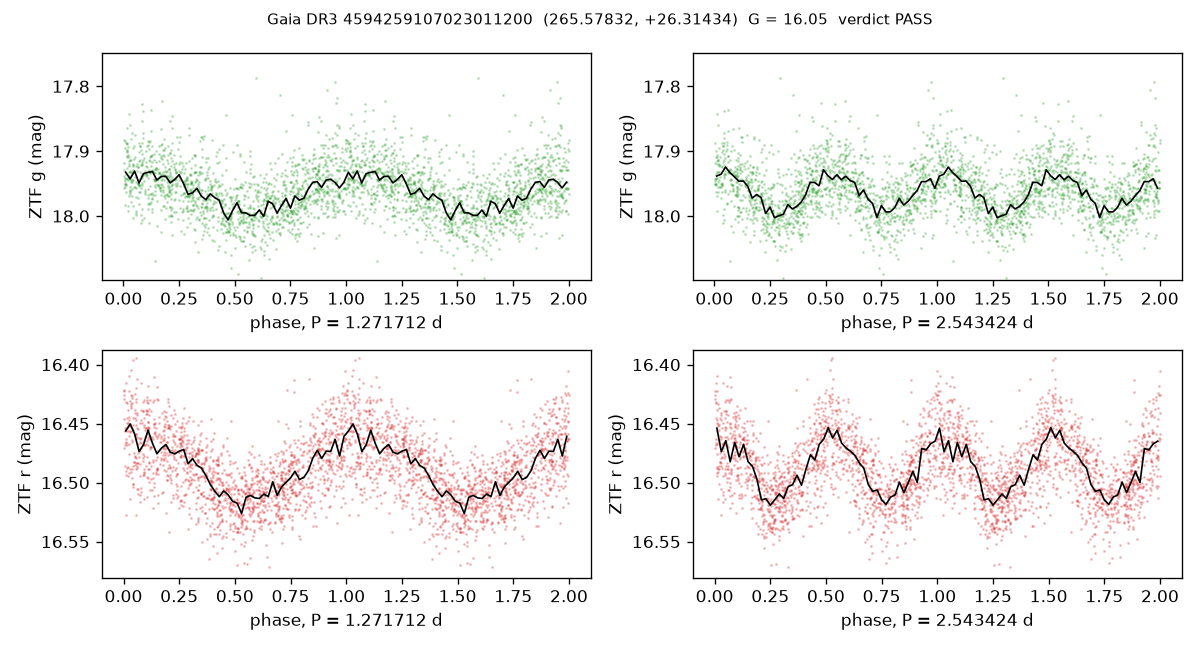 Gaia DR3 4594259107023011200  (265.57832, +26.31434)  G = 16.05  verdict PASS
ZTF g (mag)
17.8
17.9
18.0
0.00 0.25 0.50 0.75 1.00 1.25 1.50 1.75 2.00
phase, P = 1.271712 d
ZTF g (mag)
17.8
17.9
18.0
0.00 0.25 0.50 0.75 1.00 1.25 1.50 1.75 2.00
phase, P = 2.543424 d
ZTF r (mag)
16.40
16.45
16.50
16.55
0.00 0.25 0.50 0.75 1.00 1.25 1.50 1.75 2.00
phase, P = 1.271712 d
ZTF r (mag)
16.40
16.45
16.50
16.55
0.00 0.25 0.50 0.75 1.00 1.25 1.50 1.75 2.00
phase, P = 2.543424 d